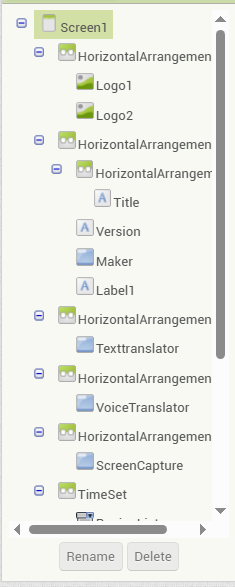 Screen1
HorizontalArrangemen
Logo1
Logo2
HorizontalArrangemen
HorizontalArrangem
A Title
A Version
Maker
A Label1
HorizontalArrangemen
Texttranslator
HorizontalArrangemen
VoiceTranslator
HorizontalArrangemen
ScreenCapture
TimeSet
Rename Delete